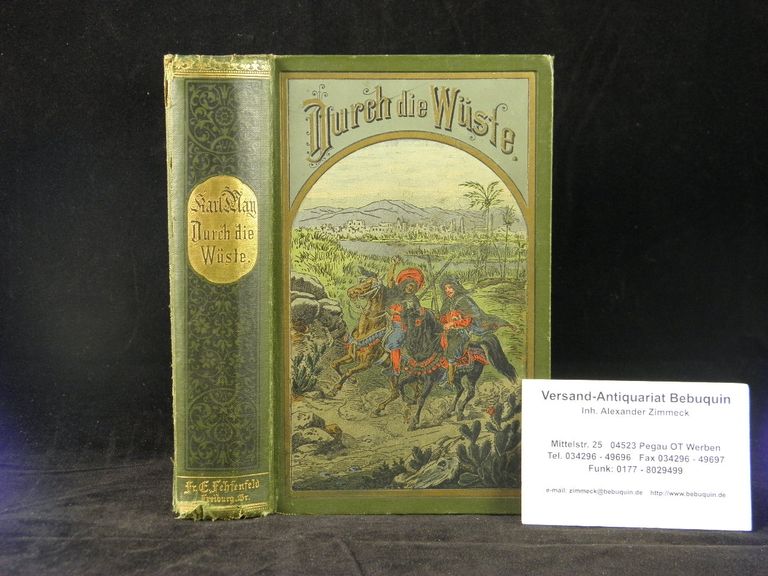 Karl May
Durch die
Wüste.
Fr. E. Fehsenfeld
Freiburg i. Br.
Durch die Wüste.
Versand-Antiquariat Bebuquin
Inh. Alexander Zimmeck
Mittelstr. 25 04523 Pegau OT Werben
Tel. 034296 - 49696 Fax 034296 - 49697
Funk: 0177 - 8029499
e-mail: zimmeck@bebuquin.de http://www.bebuquin.de